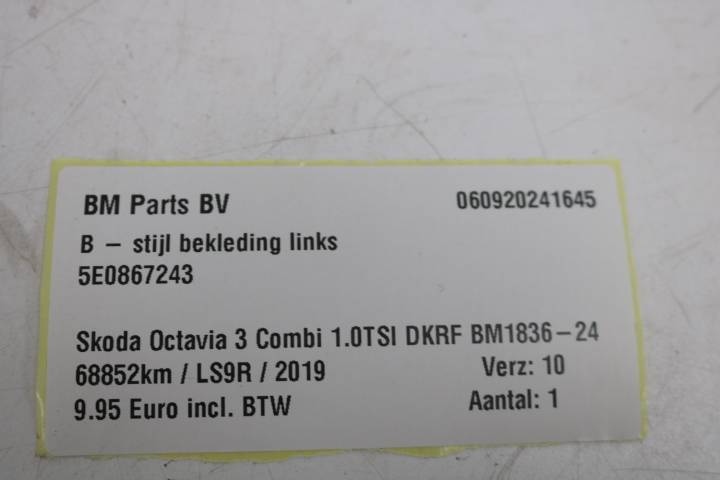 BM Parts BV 060920241645
B – stijl bekleding links
5E0867243
Skoda Octavia 3 Combi 1.0TSI DKRF BM1836–24
68852km / LS9R / 2019 Verz: 10
9.95 Euro incl. BTW Aantal: 1